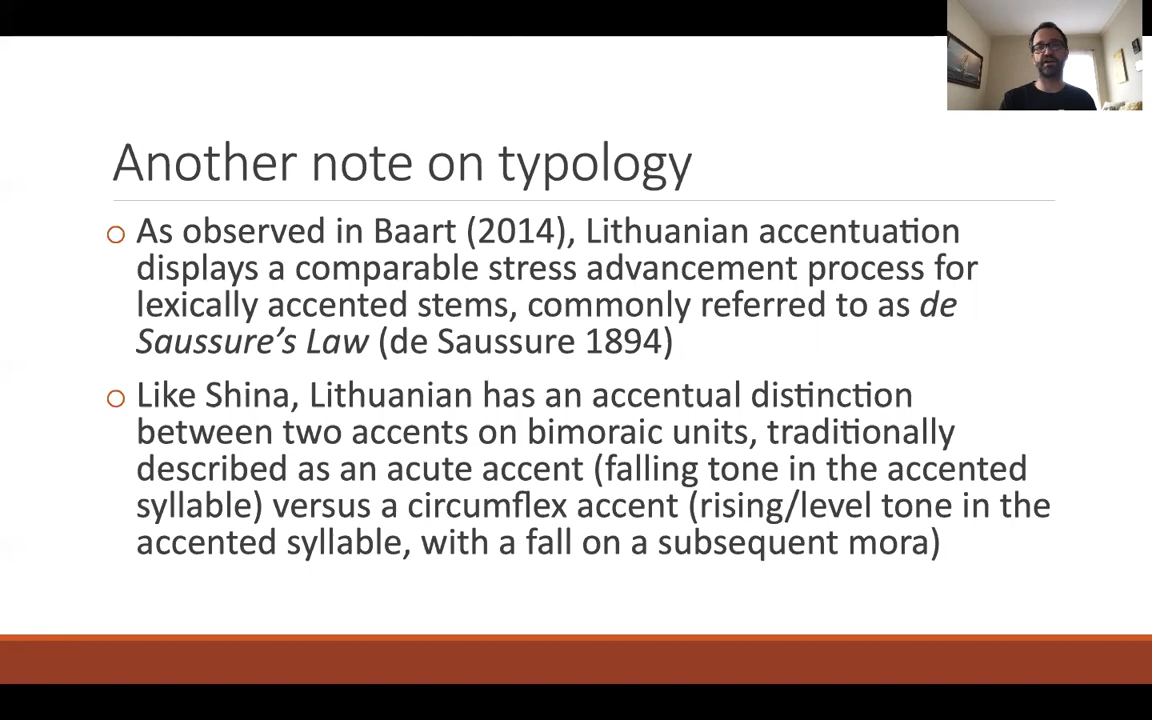 Another note on typology
As observed in Baart (2014), Lithuanian accentuation
displays a comparable stress advancement process for
lexically accented stems, commonly referred to as de
Saussure’s Law (de Saussure 1894)
Like Shina, Lithuanian has an accentual distinction
between two accents on bimoraic units, traditionally
described as an acute accent (falling tone in the accented
syllable) versus a circumflex accent (rising/level tone in the
accented syllable, with a fall on a subsequent mora)